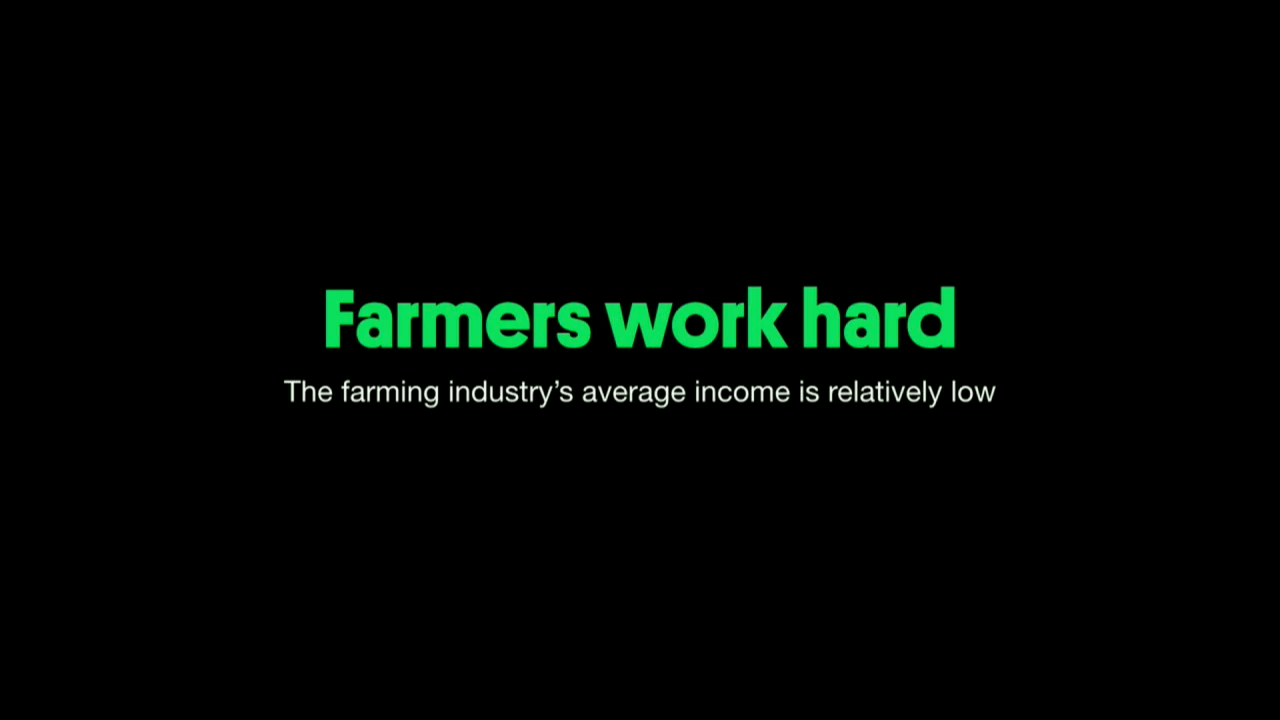 Farmers work hard
The farming industry’s average income is relatively low